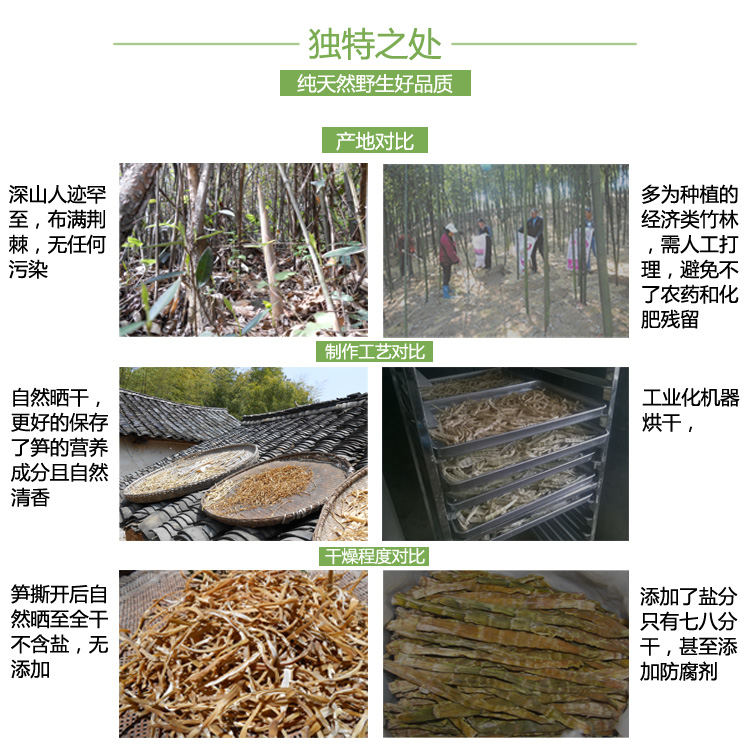 独特之处
纯天然野生好品质
产地对比
深山人迹罕
至，布满荆
棘，无任何
污染
多为种植的
经济类竹林
，需人工打
理，避免不
了农药和化
肥残留
制作工艺对比
自然晒干，
更好的保存
了笋的营养
成分且自然
清香
工业化机器
烘干，
干燥程度对比
笋撕开后自
然晒至全干
不含盐，无
添加
添加了盐分
只有七八分
干，甚至添
加防腐剂